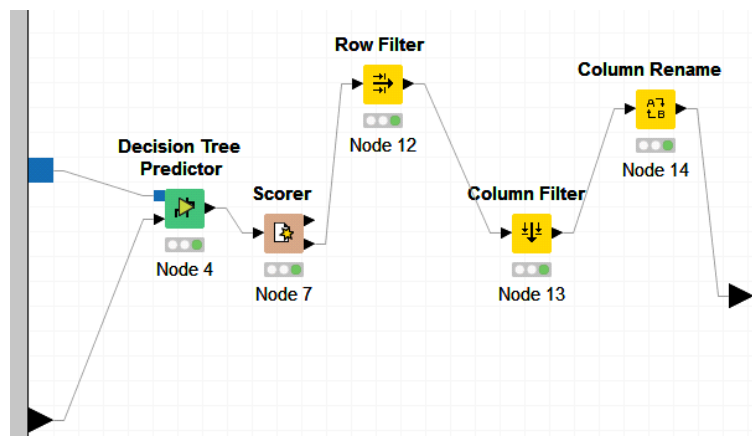 Row Filter
Node 12
Column Rename
Node 14
Decision Tree
Predictor
Node 4
Scorer
Node 7
Column Filter
Node 13
A
B